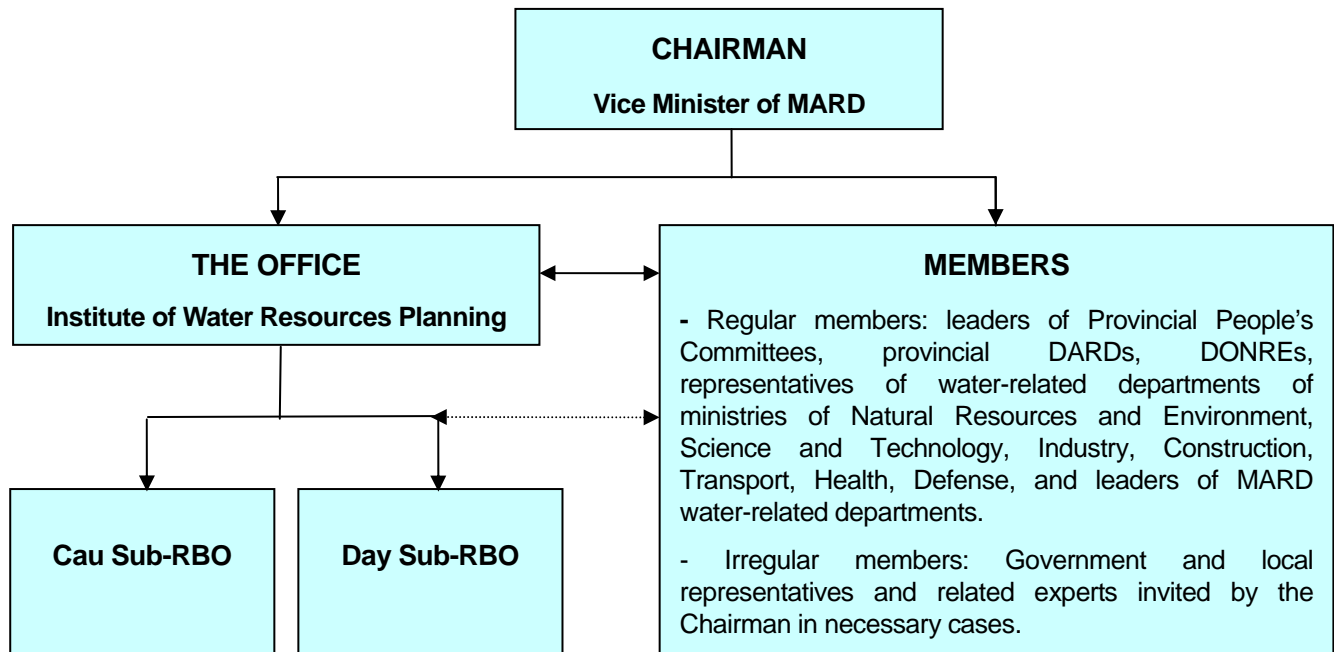 CHAIRMAN
Vice Minister of MARD
THE OFFICE
Institute of Water Resources Planning
MEMBERS
- Regular members: leaders of Provincial People’s
Committees, provincial DARDs, DONREs,
representatives of water-related departments of
ministries of Natural Resources and Environment,
Science and Technology, Industry, Construction,
Transport, Health, Defense, and leaders of MARD
water-related departments.
- Irregular members: Government and local
representatives and related experts invited by the
Chairman in necessary cases.
Cau Sub-RBO
Day Sub-RBO